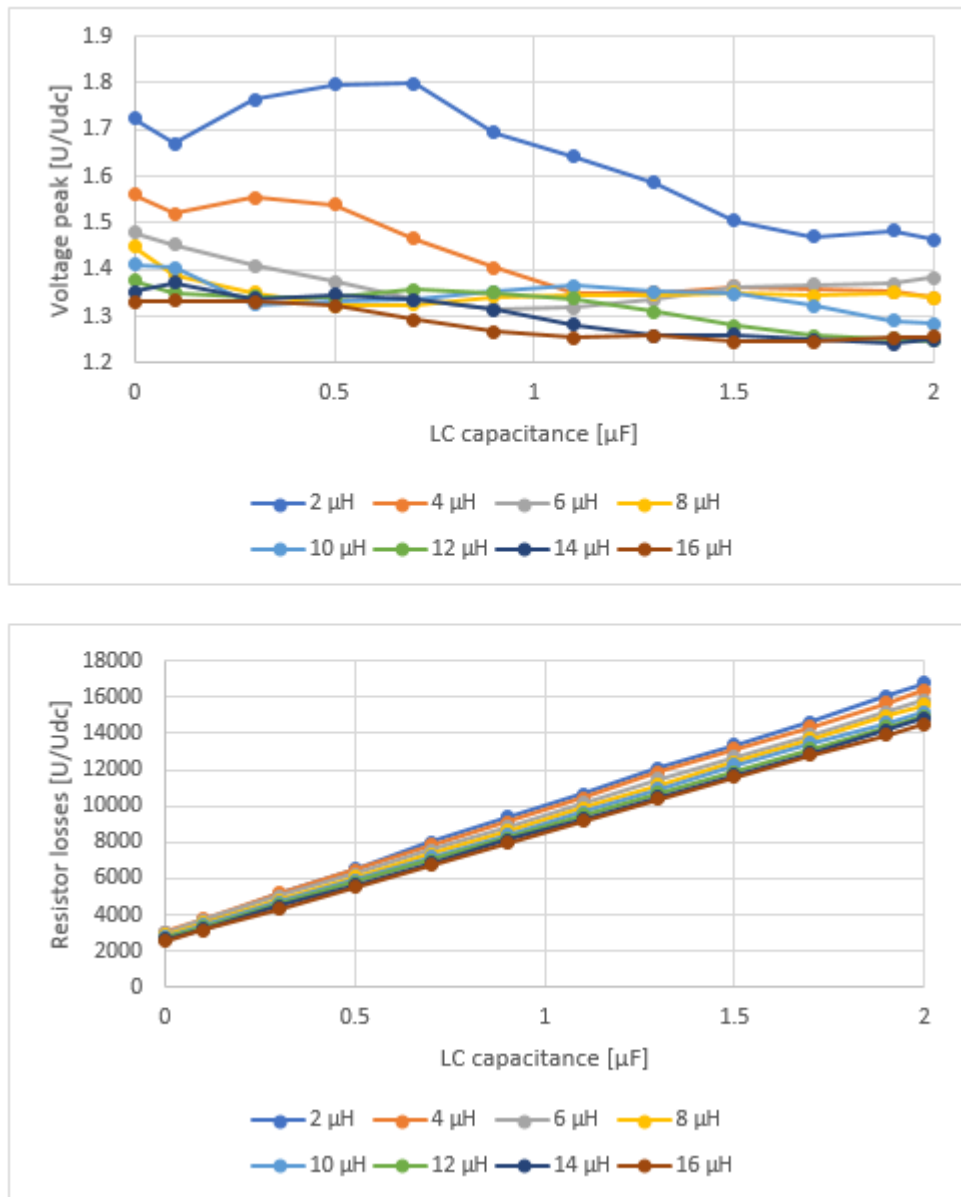 1.9
1.8
1.7
1.6
1.5
1.4
1.3
1.2
Voltage peak [U/Udc]
0 0.5 1 1.5 2
LC capacitance [µF]
2 µH 4 µH 6 µH 8 µH
10 µH 12 µH 14 µH 16 µH
18000
16000
14000
12000
10000
8000
6000
4000
2000
0
Resistor losses [U/Udc]
0 0.5 1 1.5 2
LC capacitance [µF]
2 µH 4 µH 6 µH 8 µH
10 µH 12 µH 14 µH 16 µH